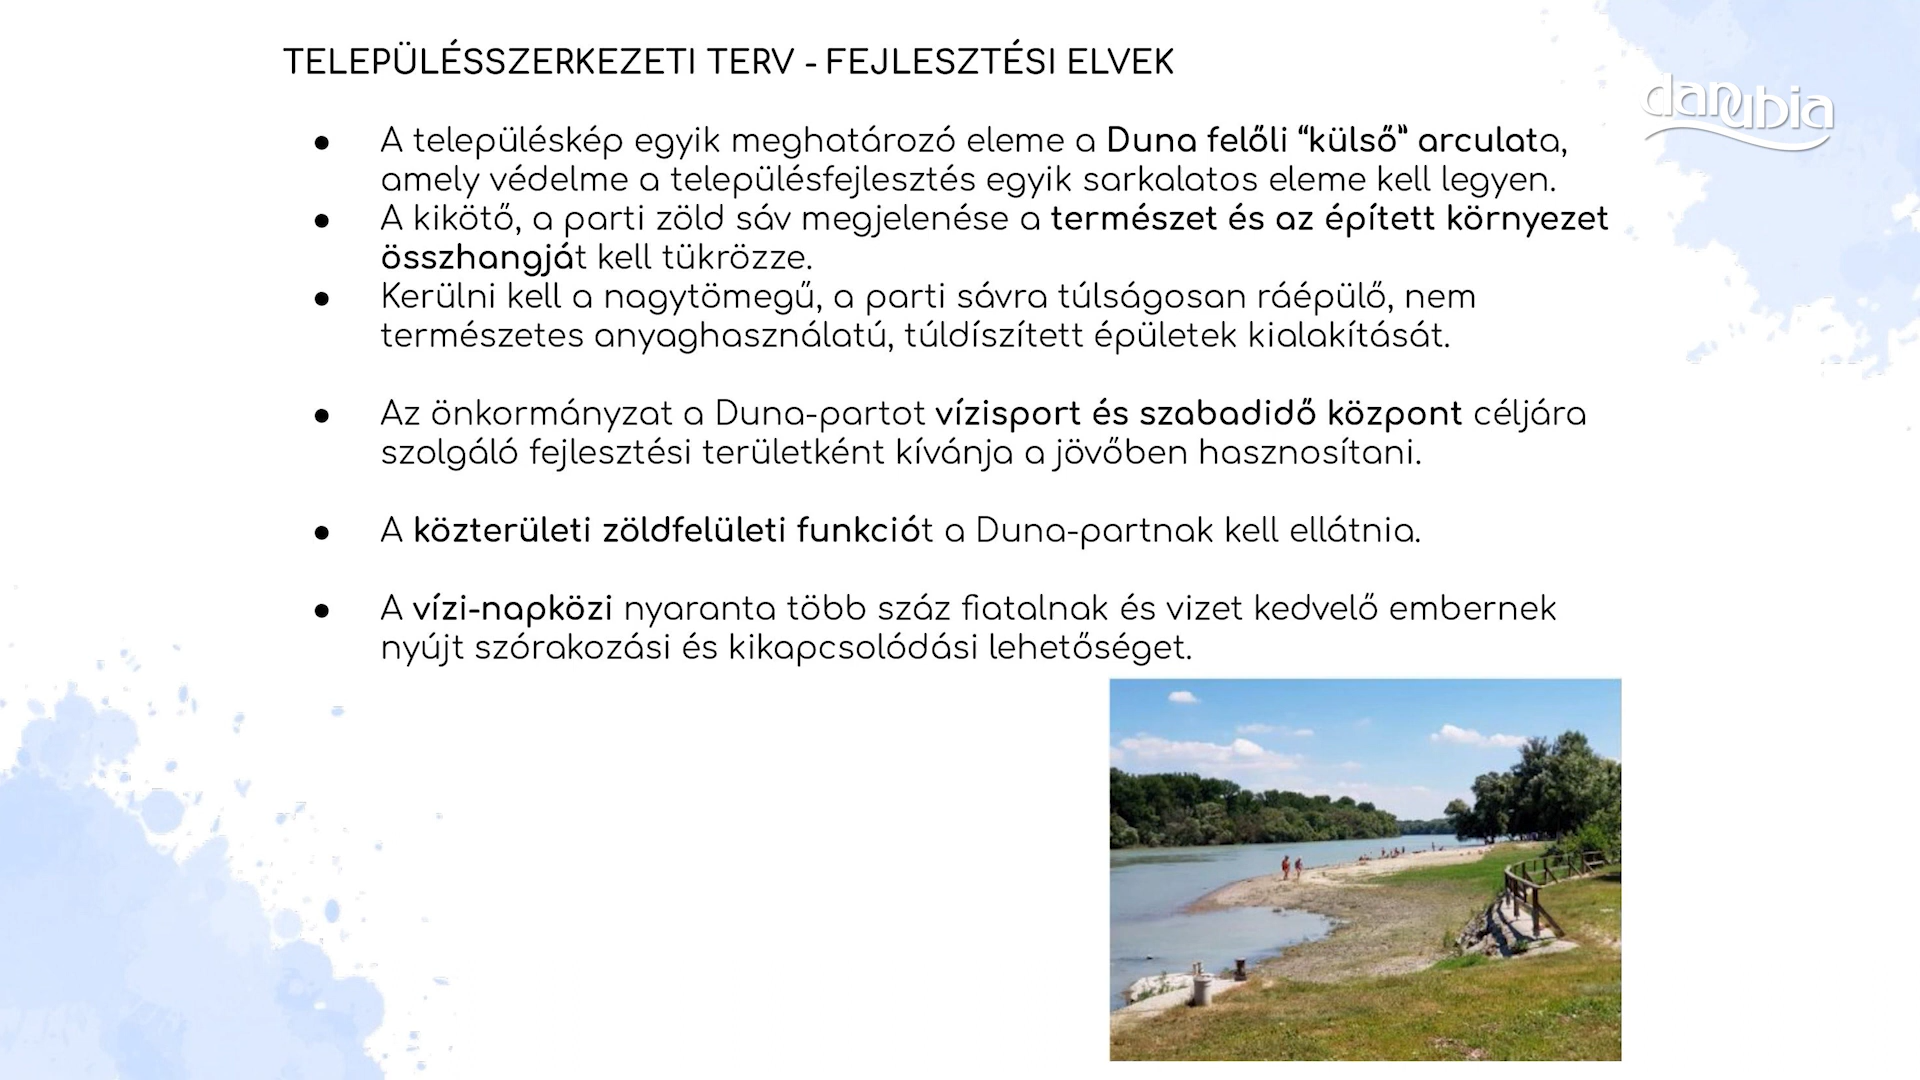 TELEPÜLÉSSZERKEZETI TERV - FEJLESZTÉSI ELVEK
danubia
● A településkép egyik meghatározó eleme a Duna felőli “külső” arculata,
amely védelme a településfejlesztés egyik sarkalatos eleme kell legyen.
● A kikötő, a parti zöld sáv megjelenése a természet és az épített környezet
összhangját kell tükrözze.
● Kerülni kell a nagytömegű, a parti sávra túlságosan ráépülő, nem
természetes anyaghasználatú, túldíszített épületek kialakítását.
● Az önkormányzat a Duna-partot vízisport és szabadidő központ céljára
szolgáló fejlesztési területként kívánja a jövőben hasznosítani.
● A közterületi zöldfelületi funkciót a Duna-partnak kell ellátnia.
● A vízi-napközi nyaranta több száz fiatalnak és vizet kedvelő embernek
nyújt szórakozási és kikapcsolódási lehetőséget.